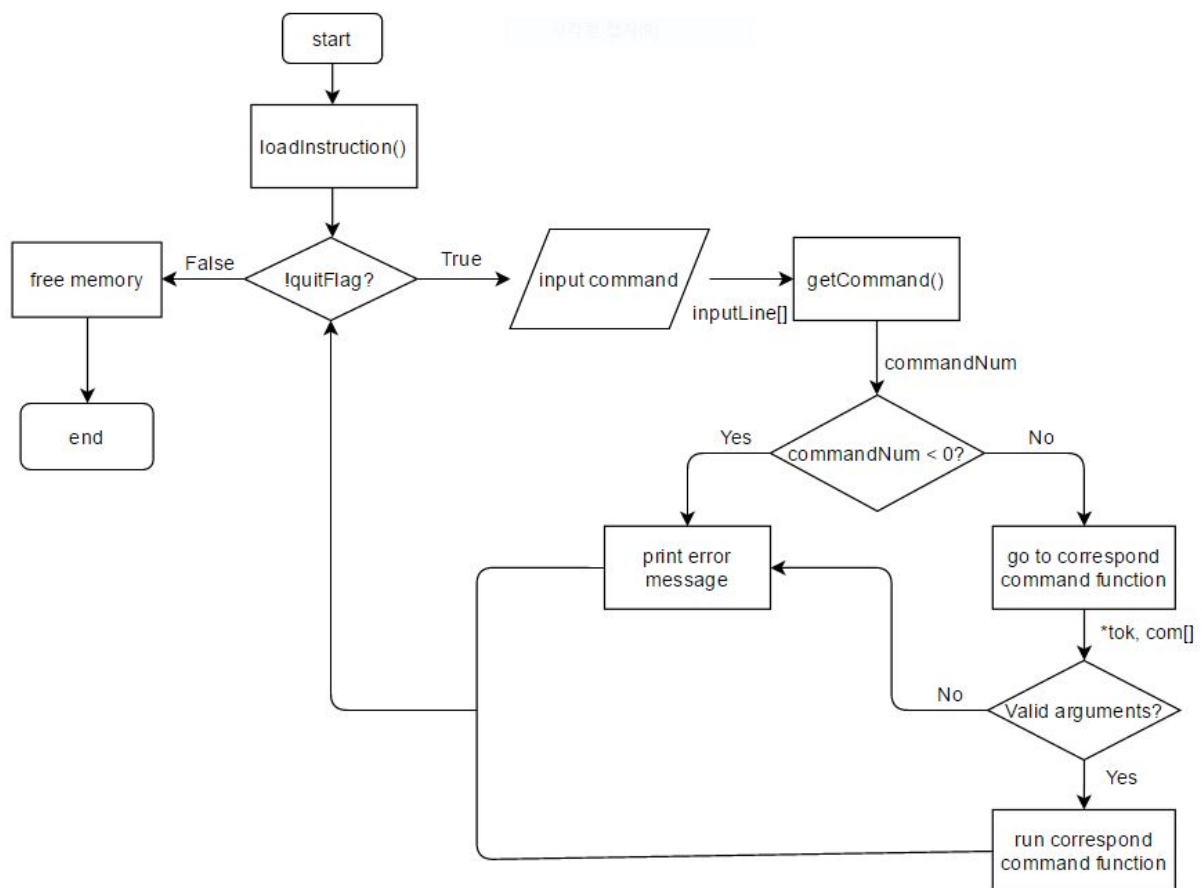 start
loadInstruction()
!quitFlag?
False
True
free memory
end
input command
inputLine[]
getCommand()
commandNum
commandNum < 0?
Yes
No
print error
message
go to correspond
command function
*tok, com[]
Valid arguments?
No
Yes
run correspond
command function